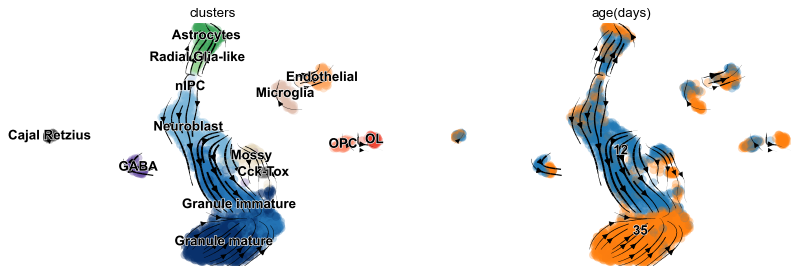 clusters
Astrocytes
Radial Glia-like
nIPC
Endothelial
Microglia
Neuroblast
Cajal Retzius
OPC
OL
Mossy
GABA
Cck-Tox
Granule immature
Granule mature
age(days)
12
35